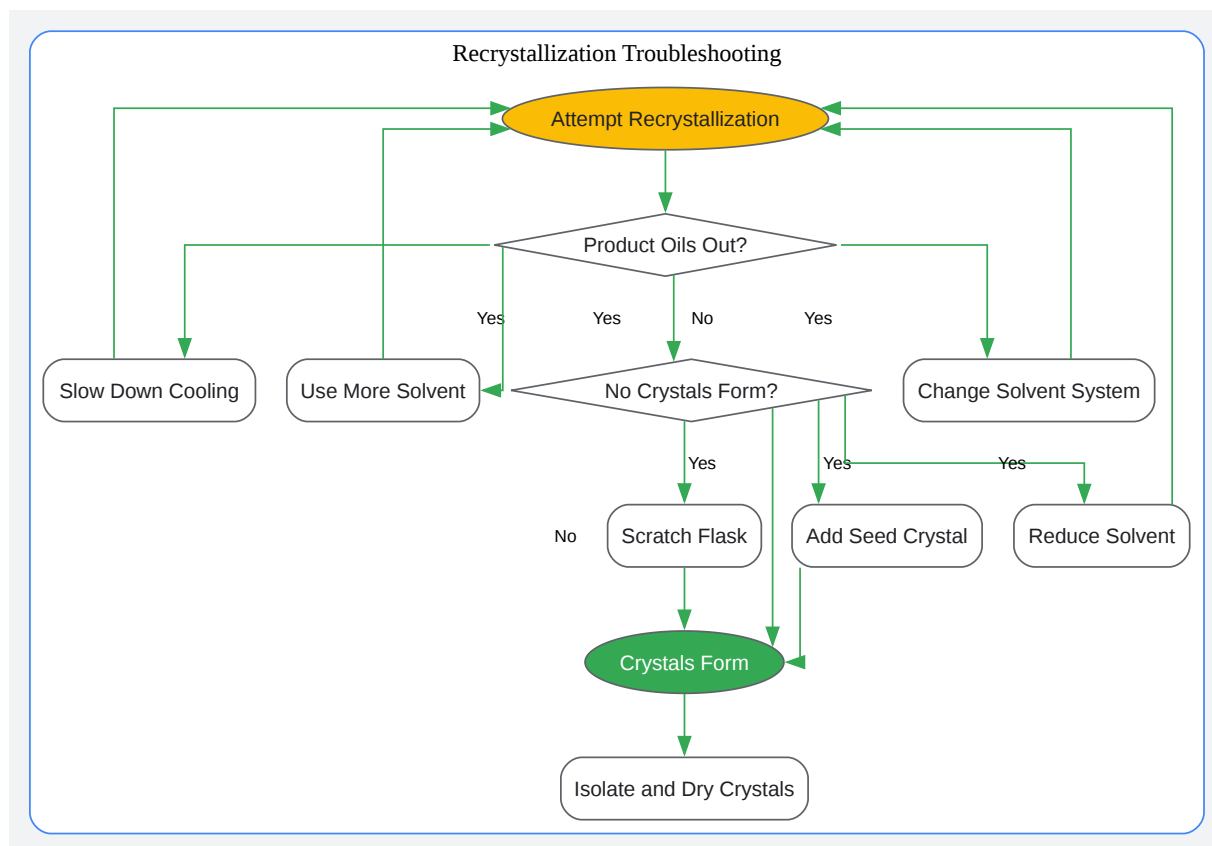 Recrystallization Troubleshooting
Attempt Recrystallization
Product Oils Out?
Yes
Yes
No
Yes
Slow Down Cooling
Use More Solvent
No Crystals Form?
Change Solvent System
Yes
Yes
Yes
No
Scratch Flask
Add Seed Crystal
Reduce Solvent
Crystals Form
Isolate and Dry Crystals